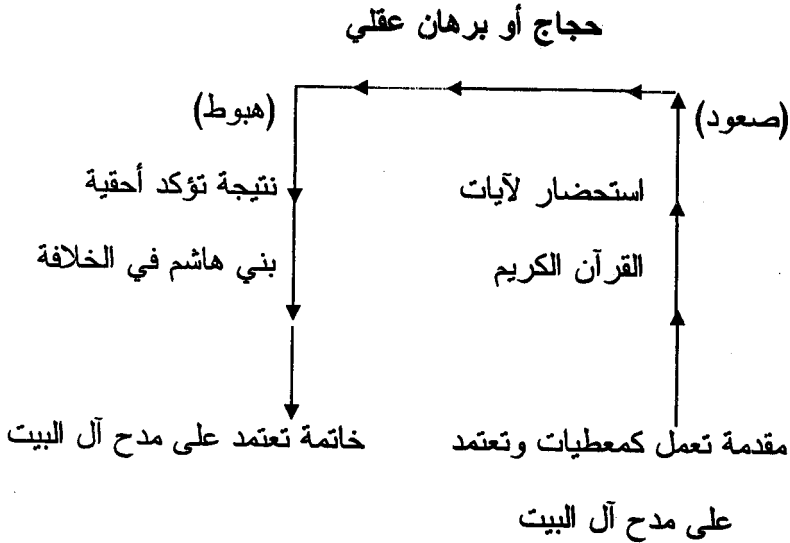 حجاج أو برهان عقلي
(صعود)
(هبوط)
استحضار لآيات
القرآن الكريم
نتيجة تؤكد أحقية
بني هاشم في الخلافة
مقدمة تعمل كمعطيات وتعتمد
على مدح آل البيت
خاتمة تعتمد على مدح آل البيت